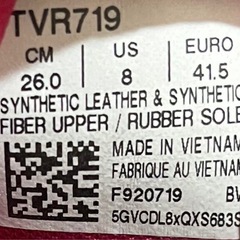 TVR719
CM US EURO
26.0 8 41.5
SYNTHETIC LEATHER & SYNTHETIC
FIBER UPPER / RUBBER SOLE
MADE IN VIETNAM
FABRIQUE AU VIETNAM
F920719
5GVCDL8xQXS683S